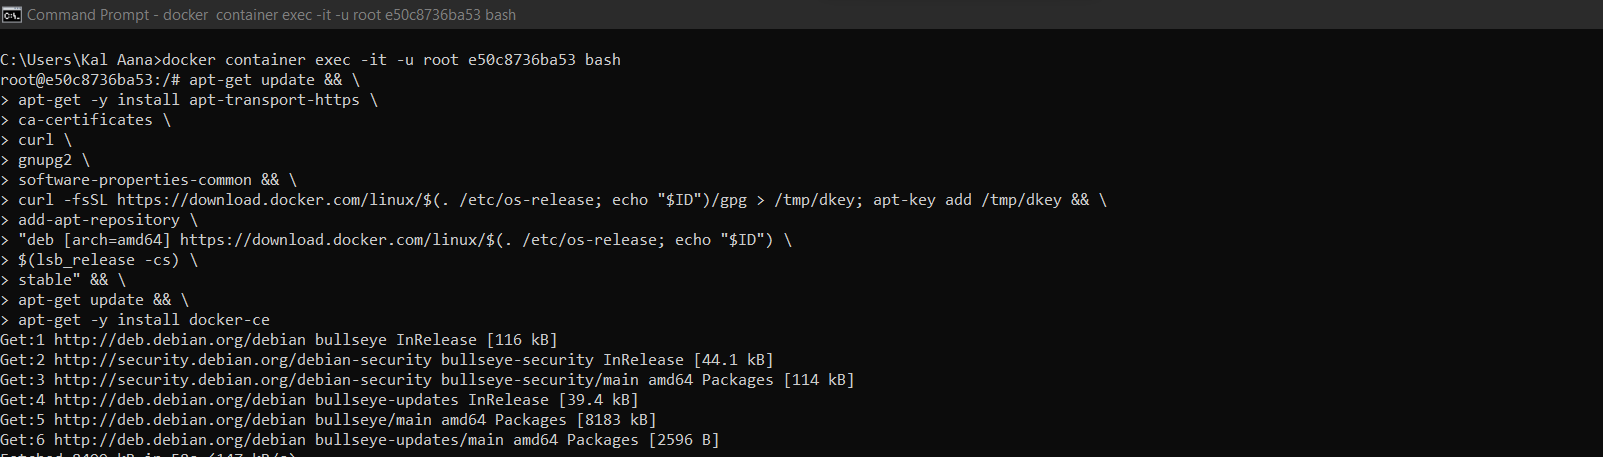 Command Prompt - docker  container exec -it -u root e50c8736ba53 bash
C:\Users\Kal Aana>docker container exec -it -u root e50c8736ba53 bash
root@e50c8736ba53:/# apt-get update && \
> apt-get -y install apt-transport-https \
> ca-certificates \
> curl \
> gnupg2 \
> software-properties-common && \
> curl -fsSL https://download.docker.com/linux/$(. /etc/os-release; echo "$ID")/gpg > /tmp/dkey; apt-key add /tmp/dkey && \
> add-apt-repository \
> "deb [arch=amd64] https://download.docker.com/linux/$(. /etc/os-release; echo "$ID") \
> $(lsb_release -cs) \
> stable" && \
> apt-get update && \
> apt-get -y install docker-ce
Get:1 http://deb.debian.org/debian bullseye InRelease [116 kB]
Get:2 http://security.debian.org/debian-security bullseye-security InRelease [44.1 kB]
Get:3 http://security.debian.org/debian-security bullseye-security/main amd64 Packages [114 kB]
Get:4 http://deb.debian.org/debian bullseye-updates InRelease [39.4 kB]
Get:5 http://deb.debian.org/debian bullseye/main amd64 Packages [8183 kB]
Get:6 http://deb.debian.org/debian bullseye-updates/main amd64 Packages [2596 B]